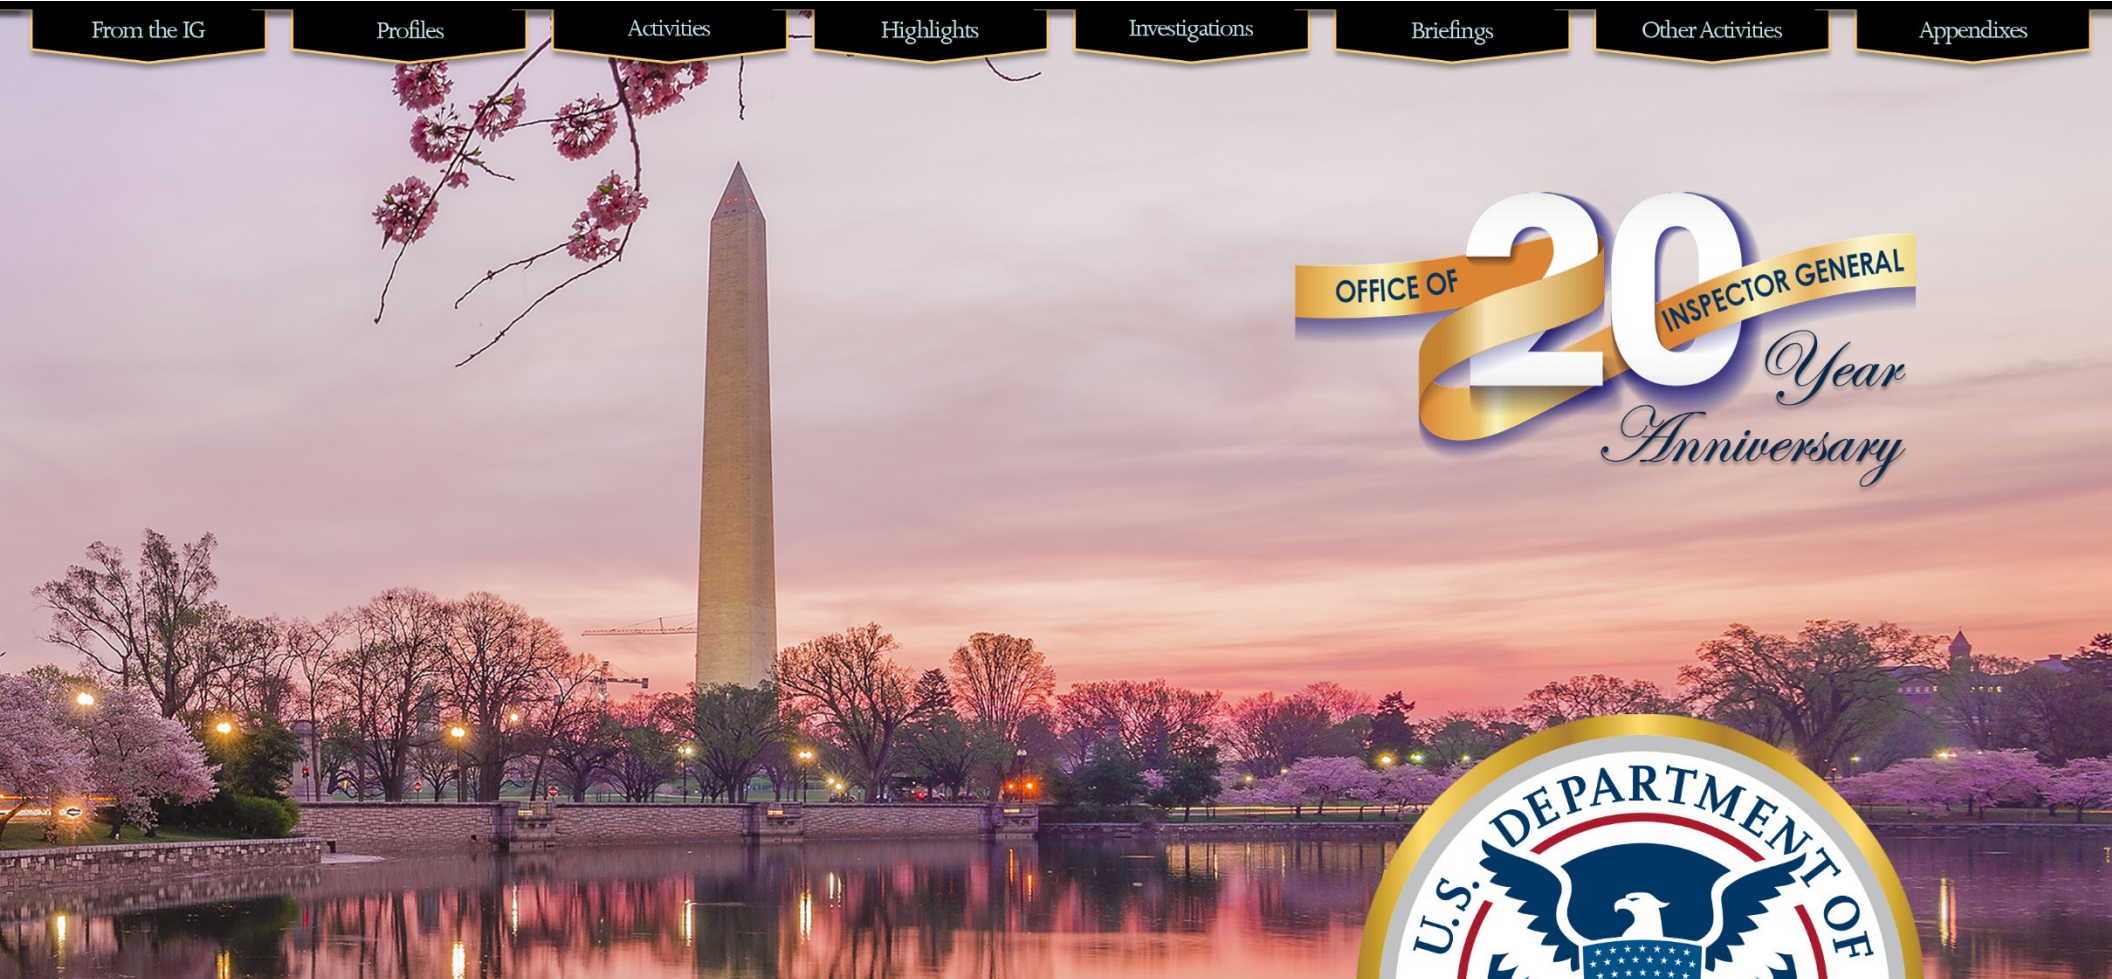 From the IG
Profiles
Activities
Highlights
Investigations
Briefings
Other Activities
Appendixes
20
OFFICE OF
INSPECTOR GENERAL
Year
Anniversary
U.S. DEPARTMENT OF